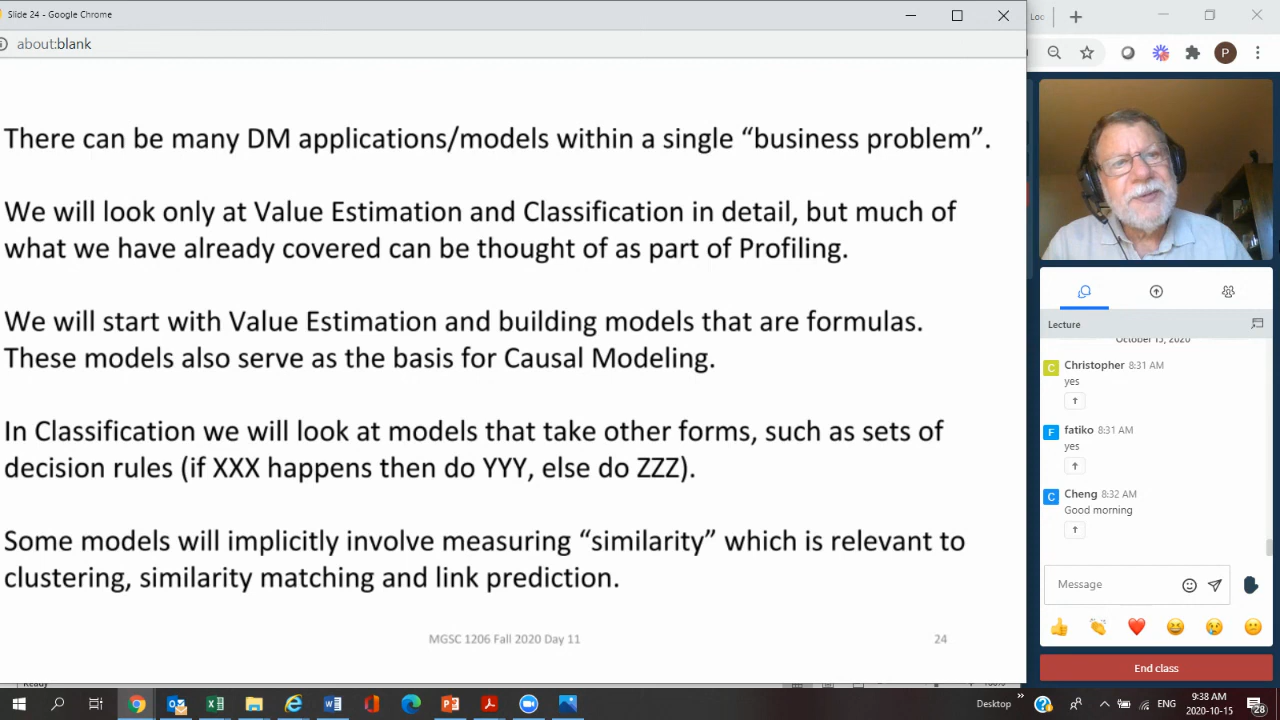 Slide 24 - Google Chrome
about:blank
There can be many DM applications/models within a single “business problem”.
We will look only at Value Estimation and Classification in detail, but much of
what we have already covered can be thought of as part of Profiling.
We will start with Value Estimation and building models that are formulas.
These models also serve as the basis for Causal Modeling.
In Classification we will look at models that take other forms, such as sets of
decision rules (if XXX happens then do YYY, else do ZZZ).
Some models will implicitly involve measuring “similarity” which is relevant to
clustering, similarity matching and link prediction.
MGSC 1206 Fall 2020 Day 11
24
P
Lecture
October 15, 2020
C
Christopher 8:31 AM
yes
F
fatiko 8:31 AM
yes
C
Cheng 8:32 AM
Good morning
Message
End class
Ready
Desktop
ENG
9:38 AM
2020-10-15
28